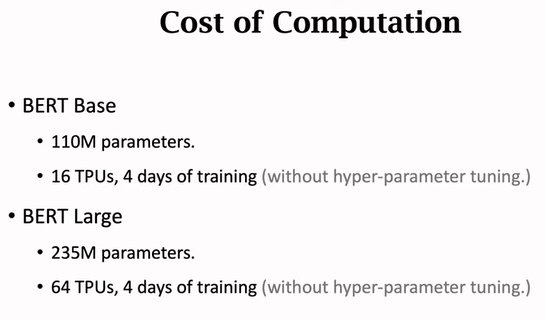 Cost of Computation
• BERT Base
• 110M parameters.
• 16 TPUs, 4 days of training (without hyper-parameter tuning.)
• BERT Large
• 235M parameters.
• 64 TPUs, 4 days of training (without hyper-parameter tuning.)